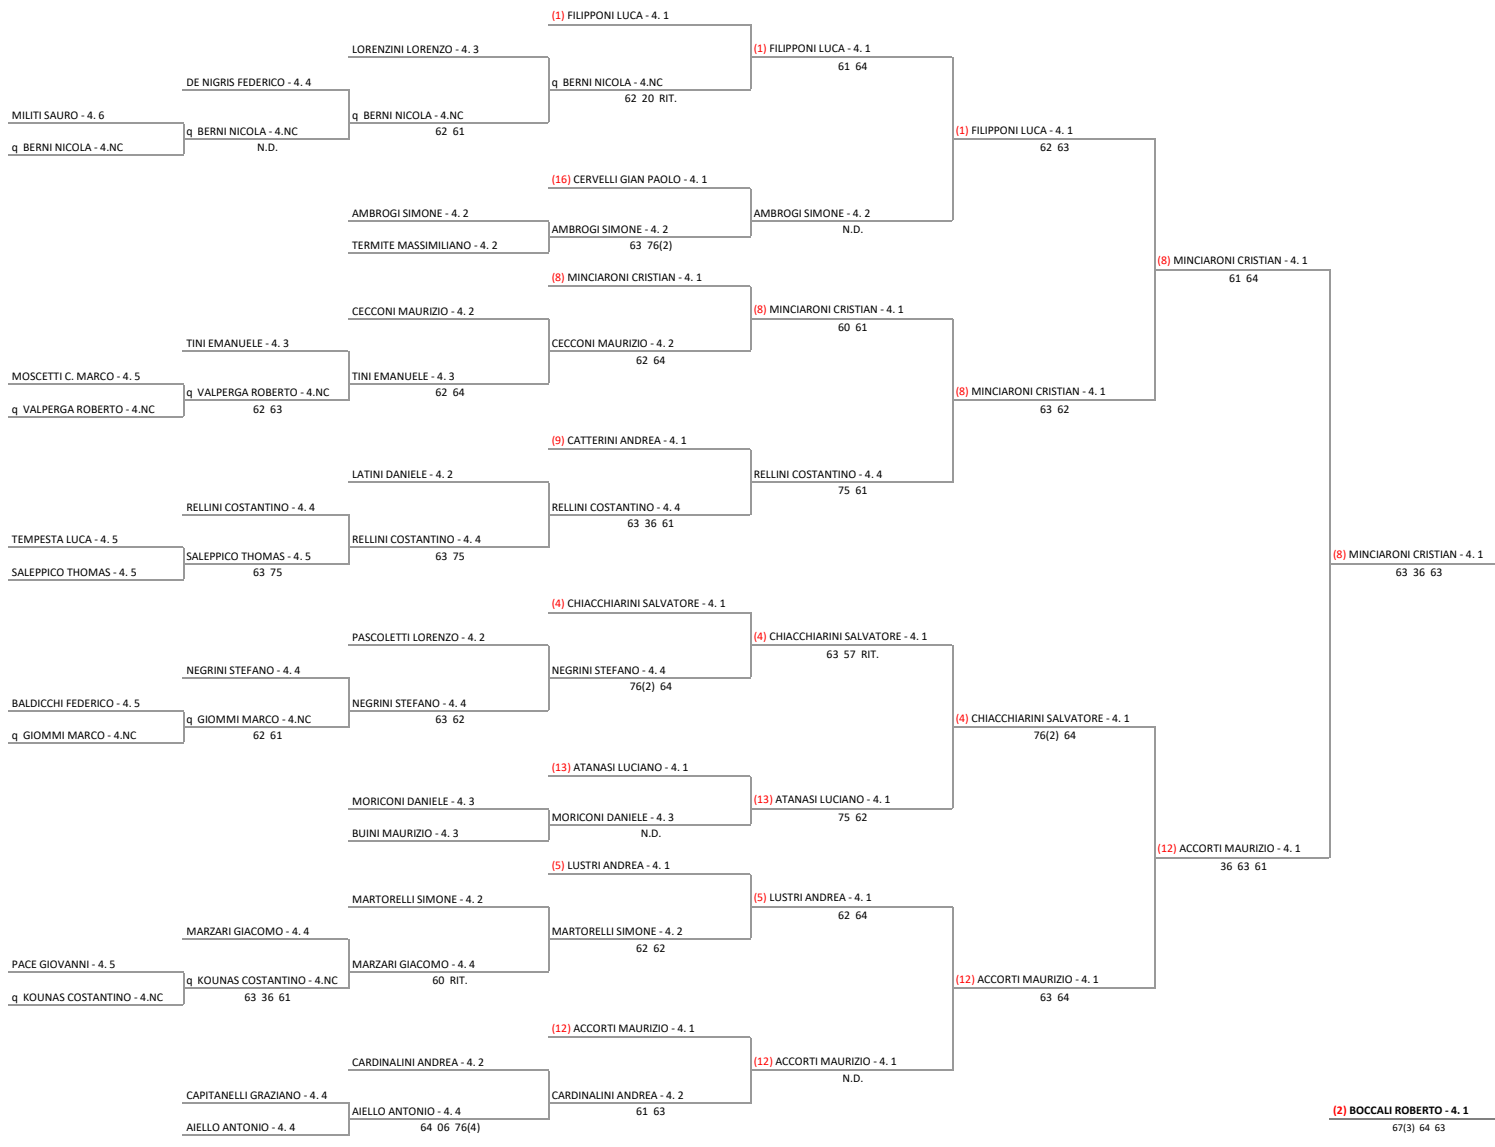 (1) FILIPPONI LUCA - 4. 1
LORENZINI LORENZO - 4. 3
(1) FILIPPONI LUCA - 4. 1
61 64
DE NIGRIS FEDERICO - 4. 4
q BERNI NICOLA - 4.NC
62 20 RIT.
MILITI SAURO - 4. 6
q BERNI NICOLA - 4.NC
62 61
q BERNI NICOLA - 4.NC
N.D.
q BERNI NICOLA - 4.NC
(1) FILIPPONI LUCA - 4. 1
62 63
(16) CERVELLI GIAN PAOLO - 4. 1
AMBROGI SIMONE - 4. 2
AMBROGI SIMONE - 4. 2
N.D.
AMBROGI SIMONE - 4. 2
63 76(2)
TERMITE MASSIMILIANO - 4. 2
(8) MINCIARONI CRISTIAN - 4. 1
61 64
(8) MINCIARONI CRISTIAN - 4. 1
CECCONI MAURIZIO - 4. 2
(8) MINCIARONI CRISTIAN - 4. 1
60 61
TINI EMANUELE - 4. 3
CECCONI MAURIZIO - 4. 2
62 64
MOSCETTI C. MARCO - 4. 5
TINI EMANUELE - 4. 3
62 64
q VALPERGA ROBERTO - 4.NC
62 63
q VALPERGA ROBERTO - 4.NC
(8) MINCIARONI CRISTIAN - 4. 1
63 62
(9) CATTERINI ANDREA - 4. 1
LATINI DANIELE - 4. 2
RELLINI COSTANTINO - 4. 4
75 61
RELLINI COSTANTINO - 4. 4
RELLINI COSTANTINO - 4. 4
63 36 61
TEMPESTA LUCA - 4. 5
RELLINI COSTANTINO - 4. 4
63 75
SALEPPICO THOMAS - 4. 5
63 75
SALEPPICO THOMAS - 4. 5
(8) MINCIARONI CRISTIAN - 4. 1
63 36 63
(4) CHIACCHIARINI SALVATORE - 4. 1
PASCOLETTI LORENZO - 4. 2
(4) CHIACCHIARINI SALVATORE - 4. 1
63 57 RIT.
NEGRINI STEFANO - 4. 4
NEGRINI STEFANO - 4. 4
76(2) 64
BALDICCHI FEDERICO - 4. 5
NEGRINI STEFANO - 4. 4
63 62
q GIOMMI MARCO - 4.NC
62 61
q GIOMMI MARCO - 4.NC
(4) CHIACCHIARINI SALVATORE - 4. 1
76(2) 64
(13) ATANASI LUCIANO - 4. 1
MORICONI DANIELE - 4. 3
(13) ATANASI LUCIANO - 4. 1
75 62
MORICONI DANIELE - 4. 3
N.D.
BUINI MAURIZIO - 4. 3
(12) ACCORTI MAURIZIO - 4. 1
36 63 61
(5) LUSTRI ANDREA - 4. 1
MARTORELLI SIMONE - 4. 2
(5) LUSTRI ANDREA - 4. 1
62 64
MARZARI GIACOMO - 4. 4
MARTORELLI SIMONE - 4. 2
62 62
PACE GIOVANNI - 4. 5
MARZARI GIACOMO - 4. 4
60 RIT.
q KOUNAS COSTANTINO - 4.NC
63 36 61
q KOUNAS COSTANTINO - 4.NC
(12) ACCORTI MAURIZIO - 4. 1
63 64
(12) ACCORTI MAURIZIO - 4. 1
CARDINALINI ANDREA - 4. 2
(12) ACCORTI MAURIZIO - 4. 1
N.D.
CAPITANELLI GRAZIANO - 4. 4
CARDINALINI ANDREA - 4. 2
61 63
AIELLO ANTONIO - 4. 4
64 06 76(4)
AIELLO ANTONIO - 4. 4
(2) BOCCALI ROBERTO - 4. 1
67(3) 64 63